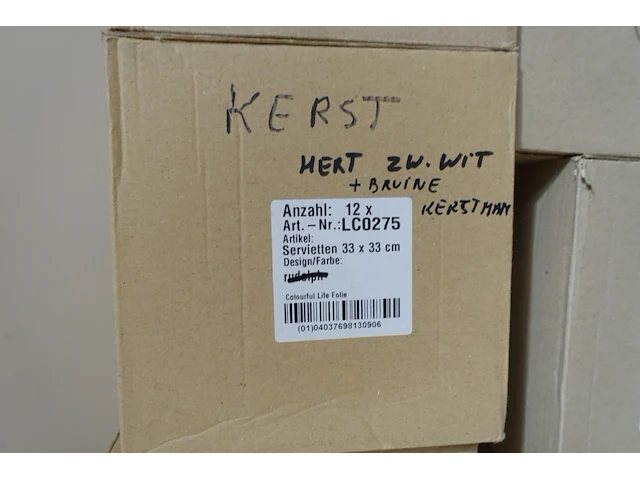 KERST
HERT ZW. WIT
+ BRUINE
KERSTMAN
Anzahl: 12 x
Art.-Nr.:LC0275
Artikel:
Servietten 33 x 33 cm
Design/Farbe:
rudolph
Colourful Life Folie
(01)04037698130906